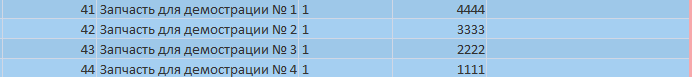 41 Запчасть для демострации № 1 1 4444
42 Запчасть для демострации № 2 1 3333
43 Запчасть для демострации № 3 1 2222
44 Запчасть для демострации № 4 1 1111